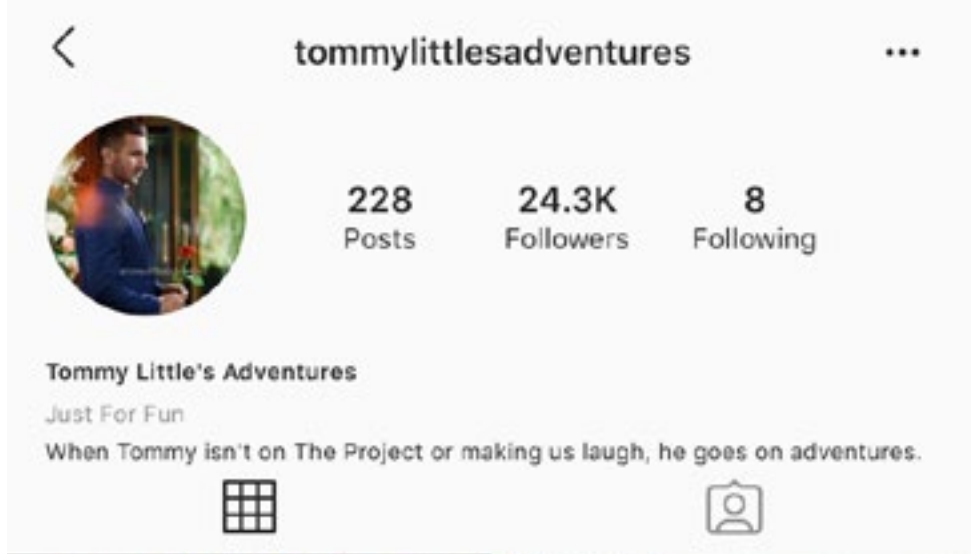 tommylittlesadventures
228 24.3K 8
Posts Followers Following
Tommy Little's Adventures
Just For Fun
When Tommy isn't on The Project or making us laugh, he goes on adventures.